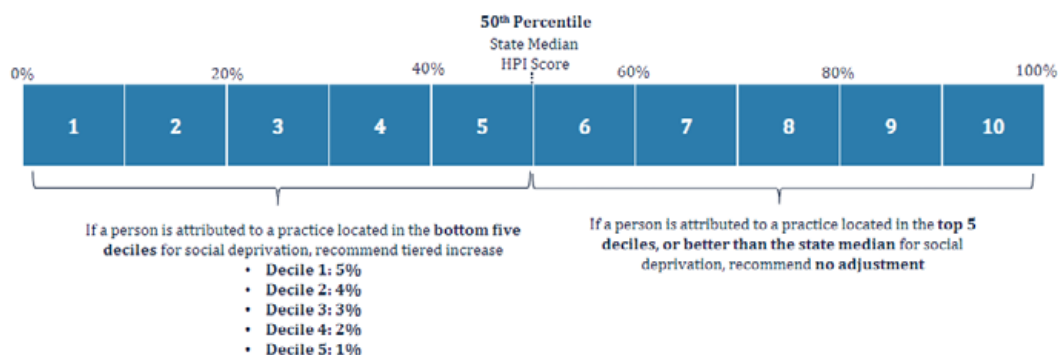 50th Percentile
State Median
HPI Score
0% 20% 40% 60% 80% 100%
1 2 3 4 5 6 7 8 9 10
If a person is attributed to a practice located in the bottom five
deciles for social deprivation, recommend tiered increase
• Decile 1: 5%
• Decile 2: 4%
• Decile 3: 3%
• Decile 4: 2%
• Decile 5: 1%
If a person is attributed to a practice located in the top 5
deciles, or better than the state median for social
deprivation, recommend no adjustment